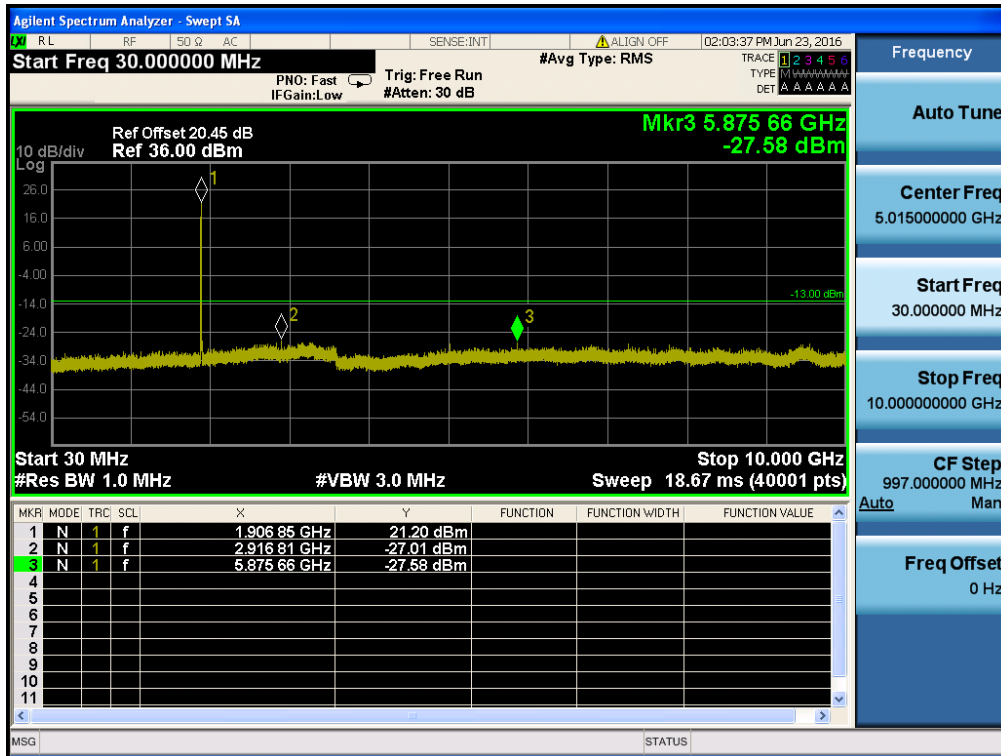 Agilent Spectrum Analyzer - Swept SA
LXI RL RF 50 Ω AC SENSE:INT ALIGN OFF 02:03:37 PM Jun 23, 2016
Start Freq 30.000000 MHz
PNO: Fast
IFGain:Low
Trig: Free Run
#Atten: 30 dB
#Avg Type: RMS
TRACE 1 2 3 4 5 6
TYPE M WWWWW
DET A A A A A A
Mkr3 5.875 66 GHz
-27.58 dBm
Ref Offset 20.45 dB
10 dB/div Ref 36.00 dBm
Log
26.0
16.0
6.00
-4.00
-14.0
-24.0
-34.0
-44.0
-54.0
1
2
3
-13.00 dBm
Start 30 MHz Stop 10.000 GHz
#Res BW 1.0 MHz #VBW 3.0 MHz Sweep 18.67 ms (40001 pts)
MKR MODE TRC SCL X Y FUNCTION FUNCTION WIDTH FUNCTION VALUE
1 N 1 f 1.906 85 GHz 21.20 dBm
2 N 1 f 2.916 81 GHz -27.01 dBm
3 N 1 f 5.875 66 GHz -27.58 dBm
4
5
6
7
8
9
10
11
MSG STATUS
Frequency
Auto Tune
Center Freq
5.015000000 GHz
Start Freq
30.000000 MHz
Stop Freq
10.000000000 GHz
CF Step
997.000000 MHz
Auto Man
Freq Offset
0 Hz